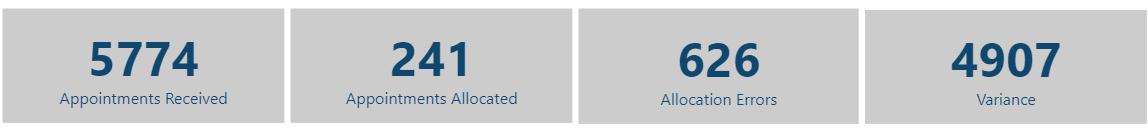 5774
Appointments Received
241
Appointments Allocated
626
Allocation Errors
4907
Variance